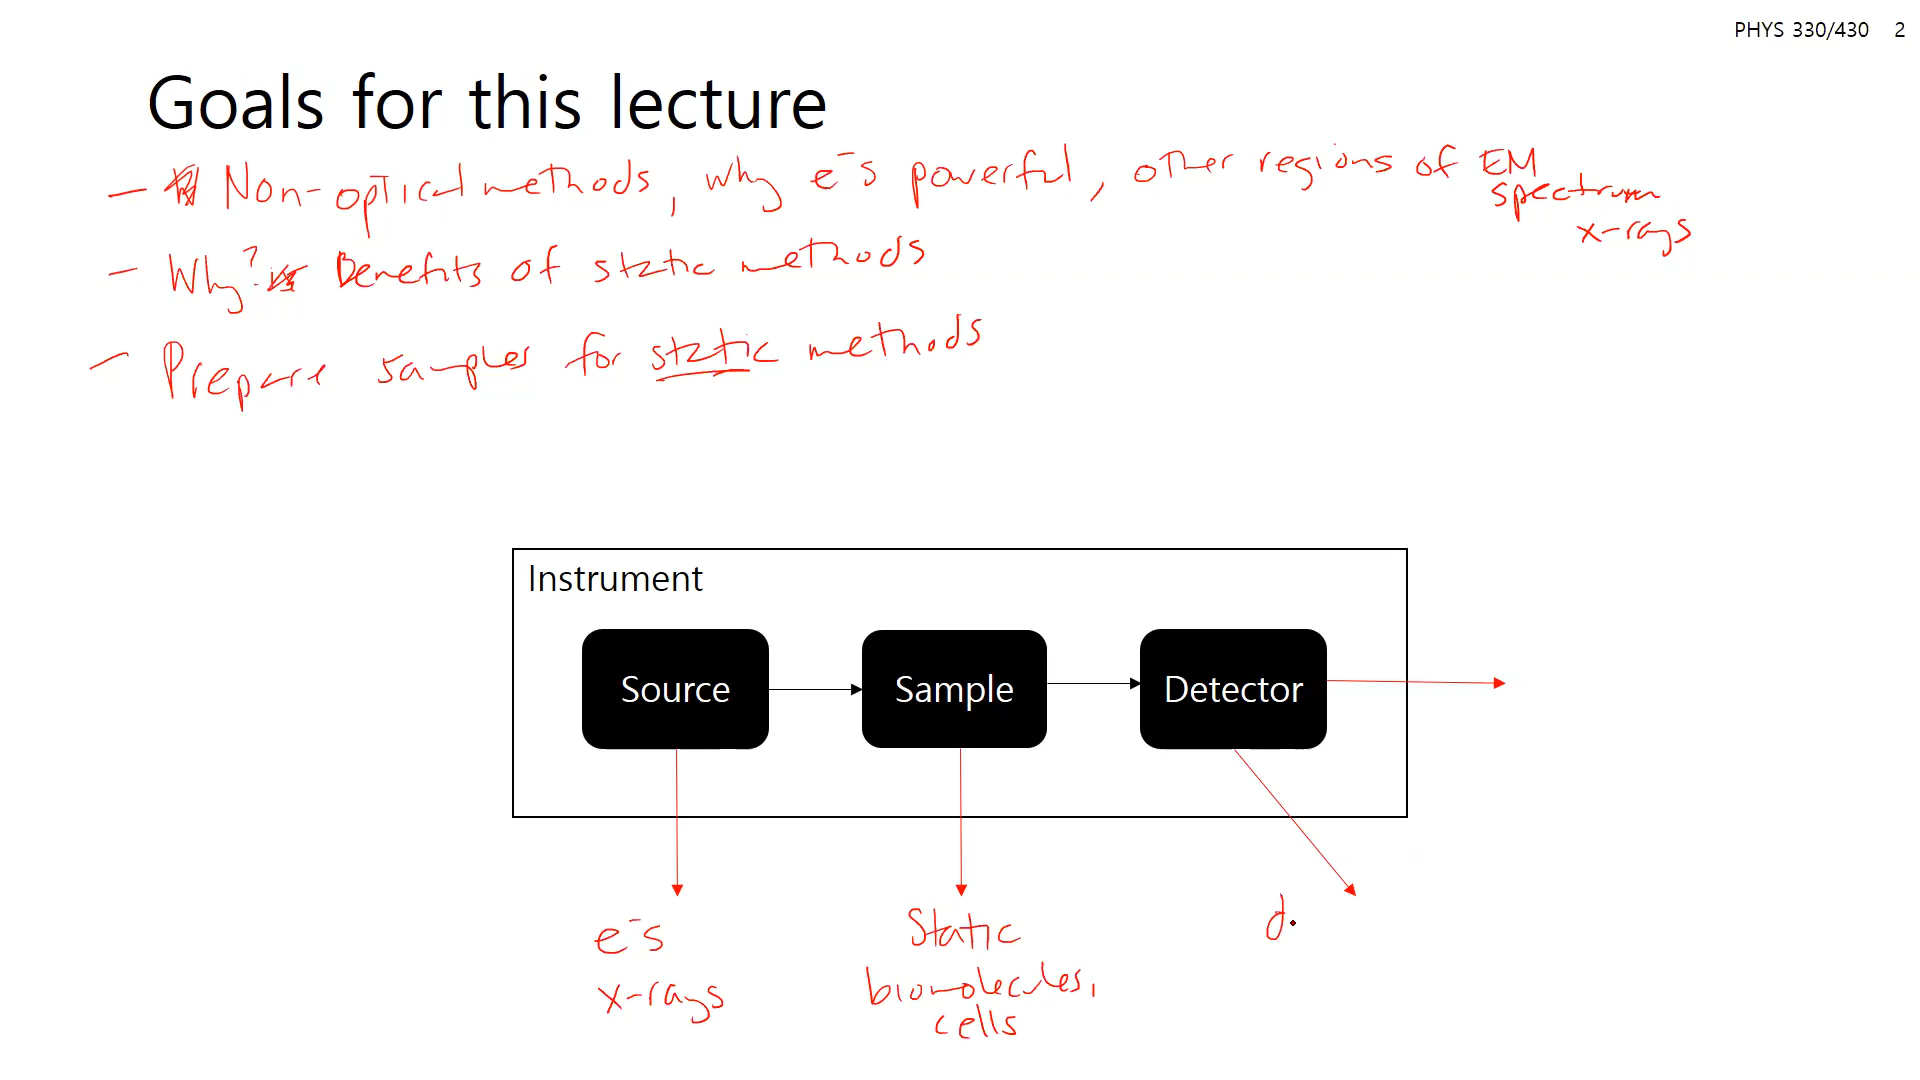 PHYS 330/430 2
Goals for this lecture
- Non-optical methods, why e⁻s powerful, other regions of EM
spectrum
x-rays
- Why? Benefits of static methods
- Prepare samples for static methods
Instrument
Source Sample Detector
e⁻s
x-rays
Static
biomolecules,
cells
d